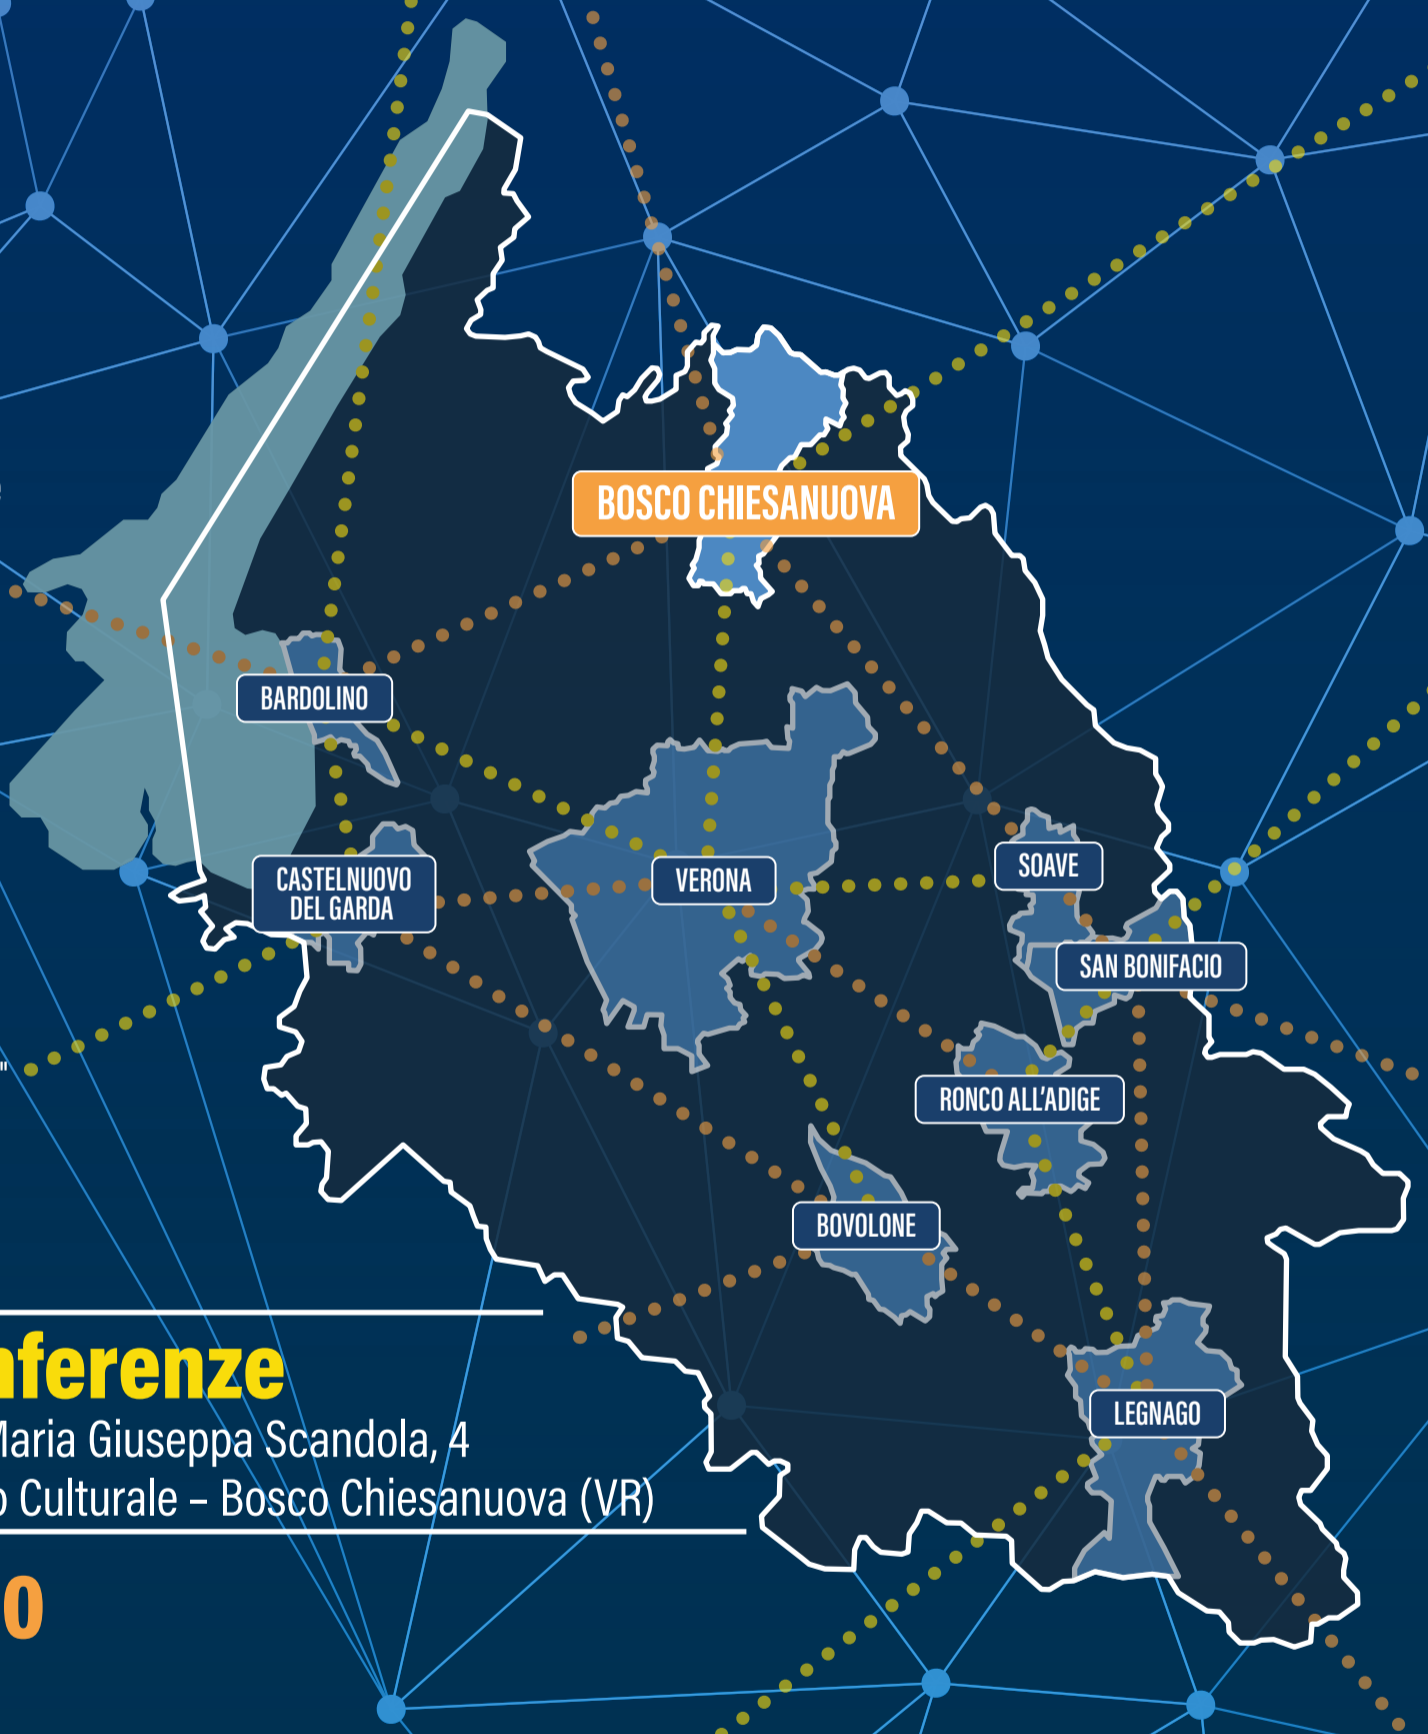 BOSCO CHIESANUOVA
BARDOLINO
CASTELNUOVO
DEL GARDA
VERONA
SOAVE
SAN BONIFACIO
RONCO ALL'ADIGE
BOVOLONE
LEGNAGO
nferenze
Maria Giuseppa Scandola, 4
o Culturale – Bosco Chiesanuova (VR)
0